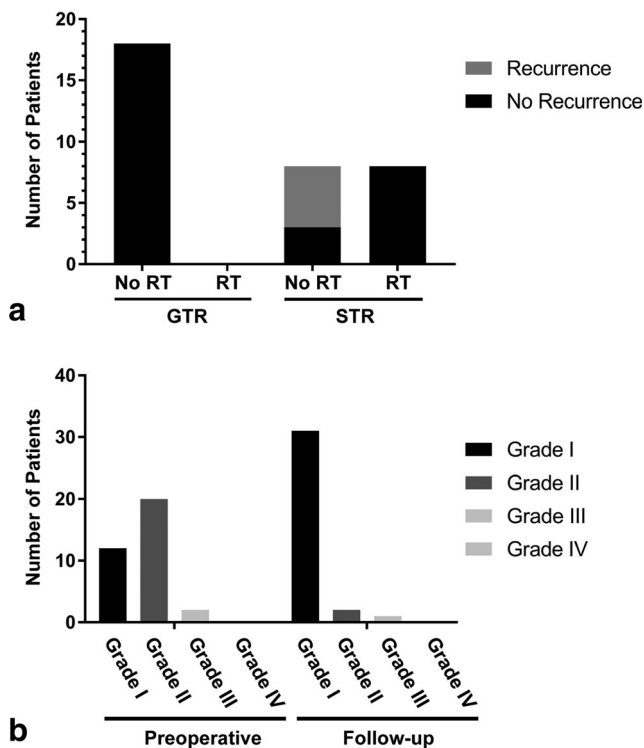 20
15
10
5
0
Number of Patients
No RT RT No RT RT
GTR STR
Recurrence
No Recurrence
a
40
30
20
10
0
Number of Patients
Grade I Grade II Grade III Grade IV Grade I Grade II Grade III Grade IV
Preoperative Follow-up
Grade I
Grade II
Grade III
Grade IV
b